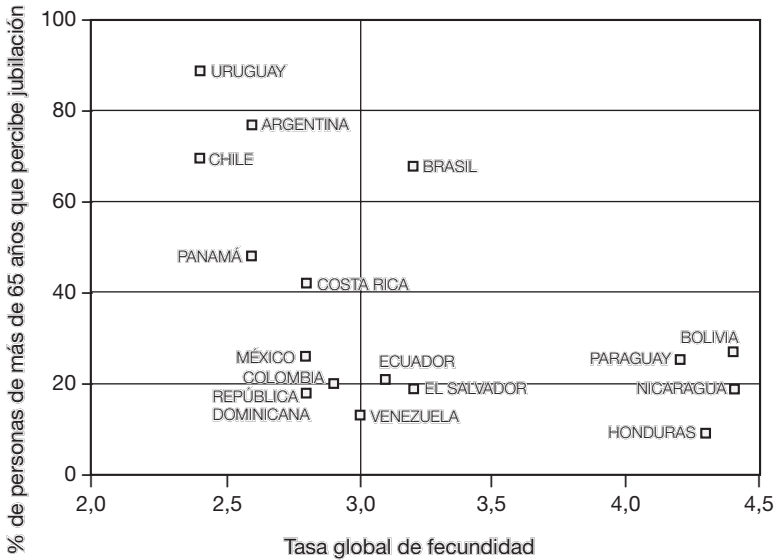 % de personas de más de 65 años que percibe jubilación
100
80
60
40
20
0
URUGUAY
ARGENTINA
CHILE
BRASIL
PANAMÁ
COSTA RICA
BOLIVIA
MÉXICO
ECUADOR
PARAGUAY
COLOMBIA
EL SALVADOR
NICARAGUA
REPÚBLICA
DOMINICANA
VENEZUELA
HONDURAS
2,0
2,5
3,0
3,5
4,0
4,5
Tasa global de fecundidad